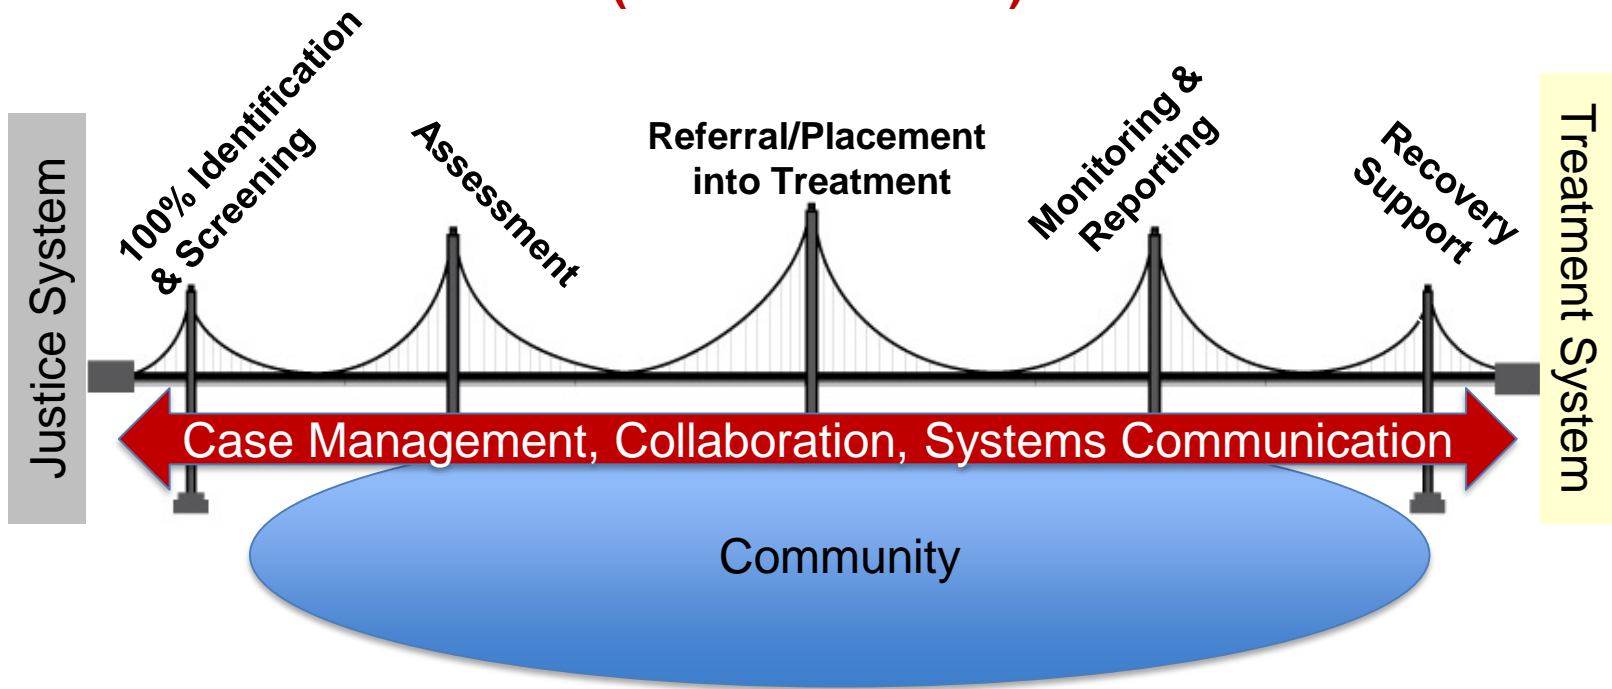 Justice System
100% Identification
& Screening
Assessment
Referral/Placement
into Treatment
Monitoring &
Reporting
Recovery
Support
Treatment System
Case Management, Collaboration, Systems Communication
Community